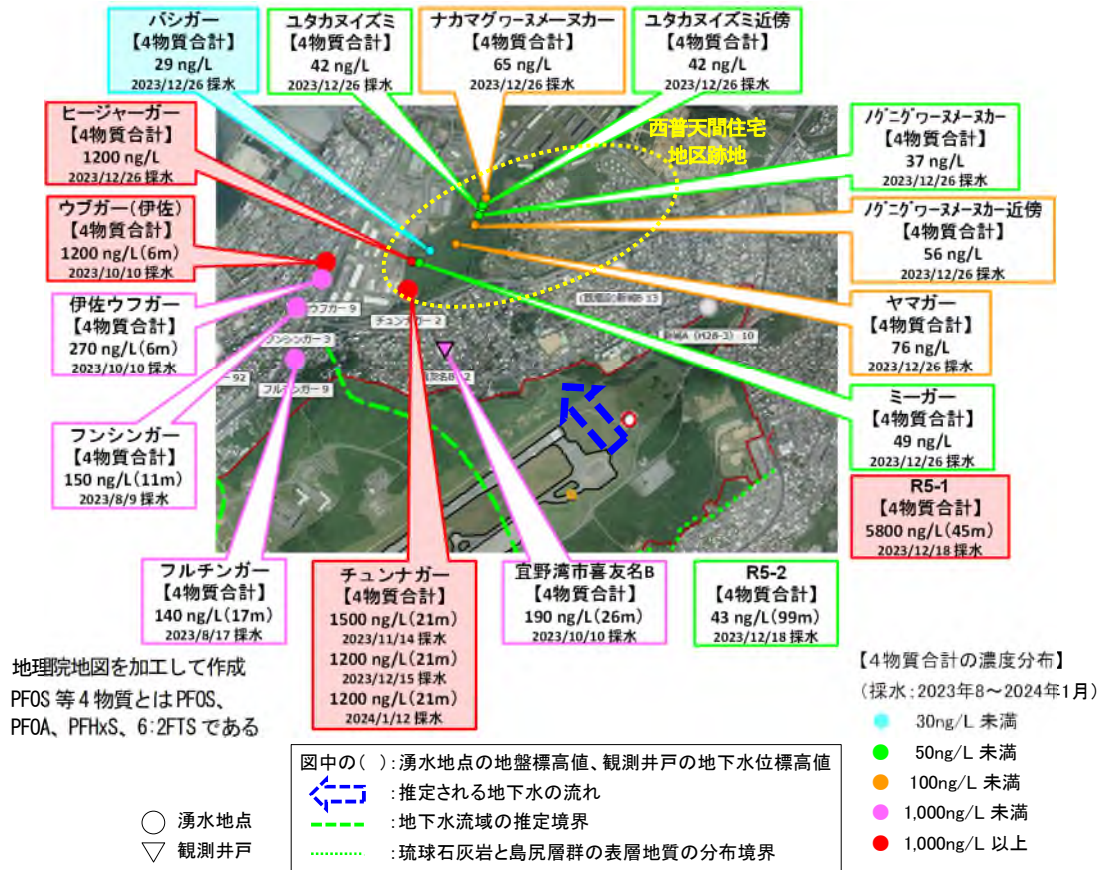 バシガー
【4物質合計】
29 ng/L
2023/12/26 採水
ユタカヌイズミ
【4物質合計】
42 ng/L
2023/12/26 採水
ナカマグヮーヌメーヌカー
【4物質合計】
65 ng/L
2023/12/26 採水
ユタカヌイズミ近傍
【4物質合計】
42 ng/L
2023/12/26 採水
ヒージャーガー
【4物質合計】
1200 ng/L
2023/12/26 採水
西普天間住宅
地区跡地
ノグニグヮーヌメーヌカー
【4物質合計】
37 ng/L
2023/12/26 採水
ウブガー(伊佐)
【4物質合計】
1200 ng/L(6m)
2023/10/10 採水
ノグニグヮーヌメーヌカー近傍
【4物質合計】
56 ng/L
2023/12/26 採水
伊佐ウフガー
【4物質合計】
270 ng/L(6m)
2023/10/10 採水
ヤマガー
【4物質合計】
76 ng/L
2023/12/26 採水
ウフガー 9
チュンナガー 2
フルチンガー 9
フンシンガー
【4物質合計】
150 ng/L(11m)
2023/8/9 採水
ミーガー
【4物質合計】
49 ng/L
2023/12/26 採水
R5-1
【4物質合計】
5800 ng/L(45m)
2023/12/18 採水
フルチンガー
【4物質合計】
140 ng/L(17m)
2023/8/17 採水
チュンナガー
【4物質合計】
1500 ng/L(21m)
2023/11/14 採水
1200 ng/L(21m)
2023/12/15 採水
1200 ng/L(21m)
2024/1/12 採水
宜野湾市喜友名B
【4物質合計】
190 ng/L(26m)
2023/10/10 採水
R5-2
【4物質合計】
43 ng/L(99m)
2023/12/18 採水
地理院地図を加工して作成
PFOS 等 4 物質とは PFOS、
PFOA、PFHxS、6:2FTS である
【4物質合計の濃度分布】
(採水:2023年8～2024年1月)
30ng/L 未満
50ng/L 未満
100ng/L 未満
1,000ng/L 未満
1,000ng/L 以上
図中の( ):湧水地点の地盤標高値、観測井戸の地下水位標高値
:推定される地下水の流れ
:地下水流域の推定境界
:琉球石灰岩と島尻層群の表層地質の分布境界
湧水地点
観測井戸